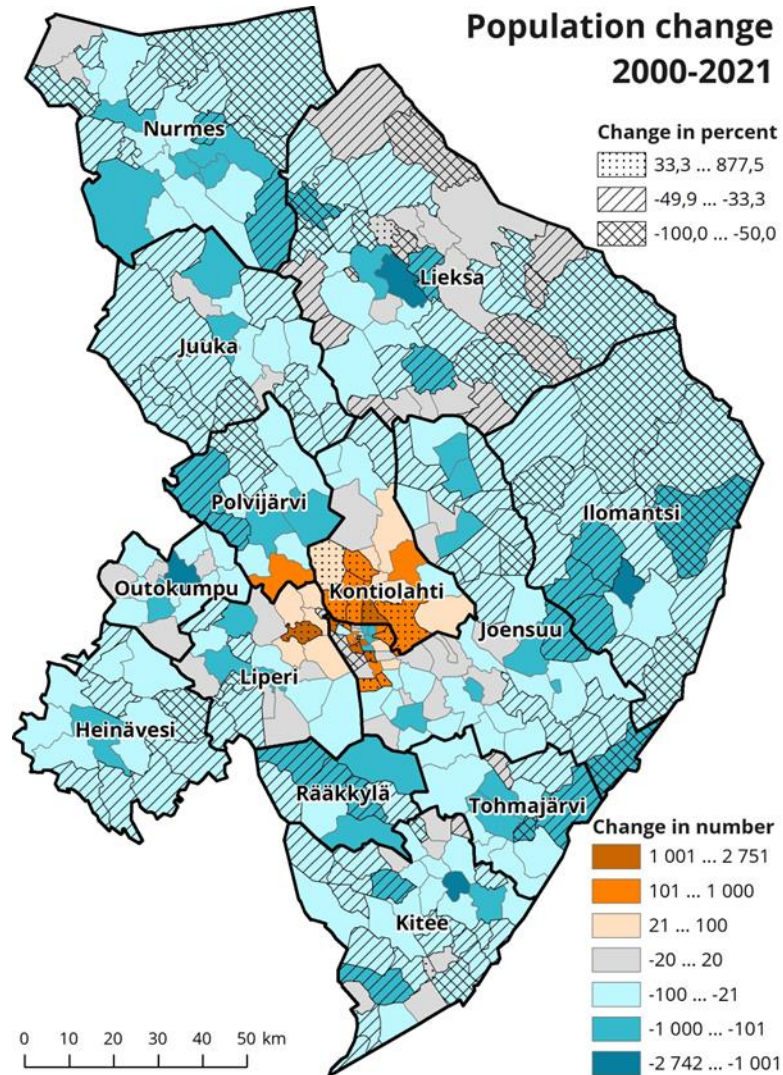 Population change
2000-2021
Change in percent
33,3 ... 877,5
-49,9 ... -33,3
-100,0 ... -50,0
Nurmes
Lieksa
Juuka
Polvijärvi
Ilomantsi
Outokumpu
Kontiolahti
Joensuu
Liperi
Heinävesi
Rääkkylä
Tohmajärvi
Kitee
Change in number
1 001 ... 2 751
101 ... 1 000
21 ... 100
-20 ... 20
-100 ... -21
-1 000 ... -101
-2 742 ... -1 001
0 10 20 30 40 50 km